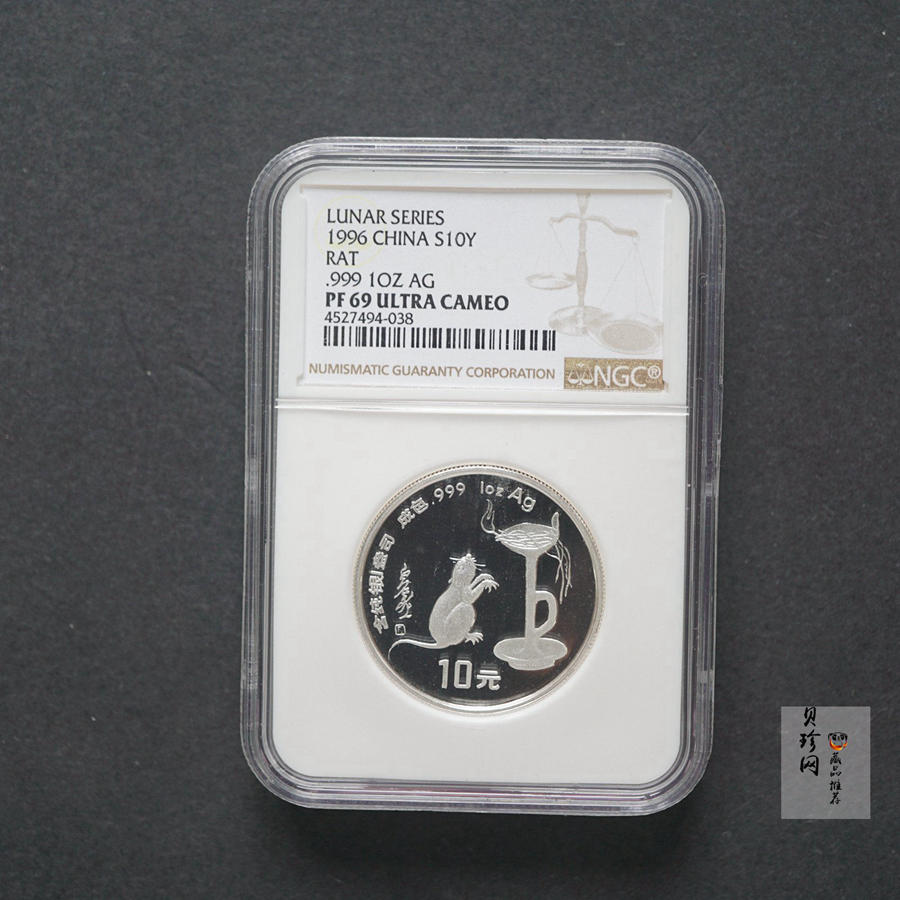 LUNAR SERIES
1996 CHINA S10Y
RAT
.999 1OZ AG
PF 69 ULTRA CAMEO
4527494-038
NUMISMATIC GUARANTY CORPORATION
NGC®
成色.999 1oz Ag
10元
贝珍网
藏品推荐